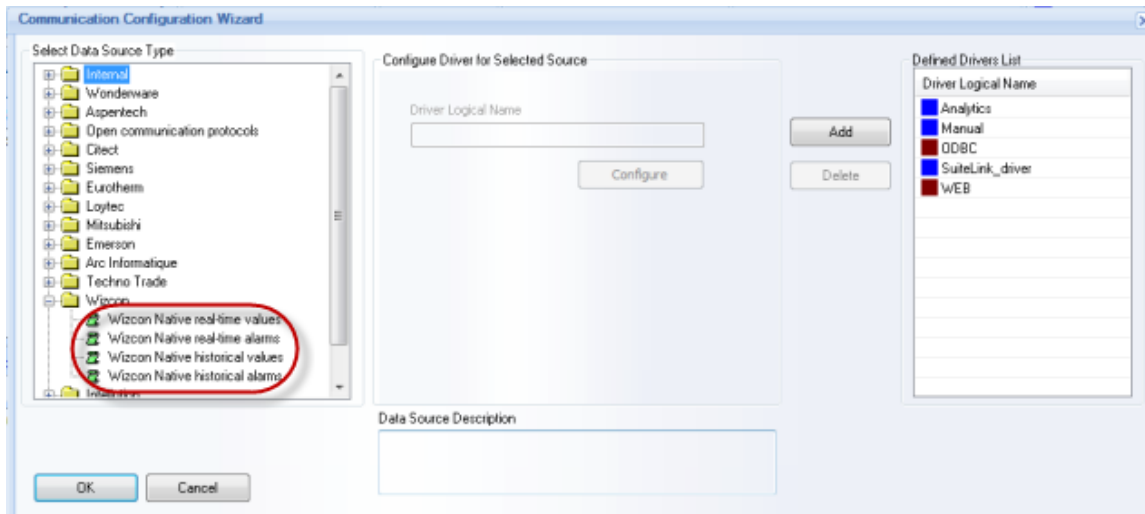 Communication Configuration Wizard
Select Data Source Type
Internal
Wonderware
Aspentech
Open communication protocols
Citect
Siemens
Eurotherm
Loytec
Mitsubishi
Emerson
Arc Informatique
Techno Trade
Wizcon
Wizcon Native real-time values
Wizcon Native real-time alarms
Wizcon Native historical values
Wizcon Native historical alarms
OK
Cancel
Configure Driver for Selected Source
Driver Logical Name
Configure
Data Source Description
Add
Delete
Defined Drivers List
Driver Logical Name
Analytics
Manual
ODBC
SuiteLink_driver
WEB